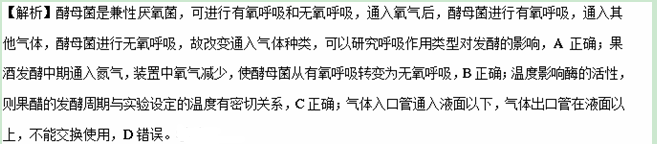 【解析】酵母菌是兼性厌氧菌，可进行有氧呼吸和无氧呼吸，通入氧气后，酵母菌进行有氧呼吸，通入其
他气体，酵母菌进行无氧呼吸，故改变通入气体种类，可以研究呼吸作用类型对发酵的影响，A 正确；果
酒发酵中期通入氮气，装置中氧气减少，使酵母菌从有氧呼吸转变为无氧呼吸，B 正确；温度影响酶的活性，
则果醋的发酵周期与实验设定的温度有密切关系，C 正确；气体入口管通入液面以下，气体出口管在液面以
上，不能交换使用，D 错误。